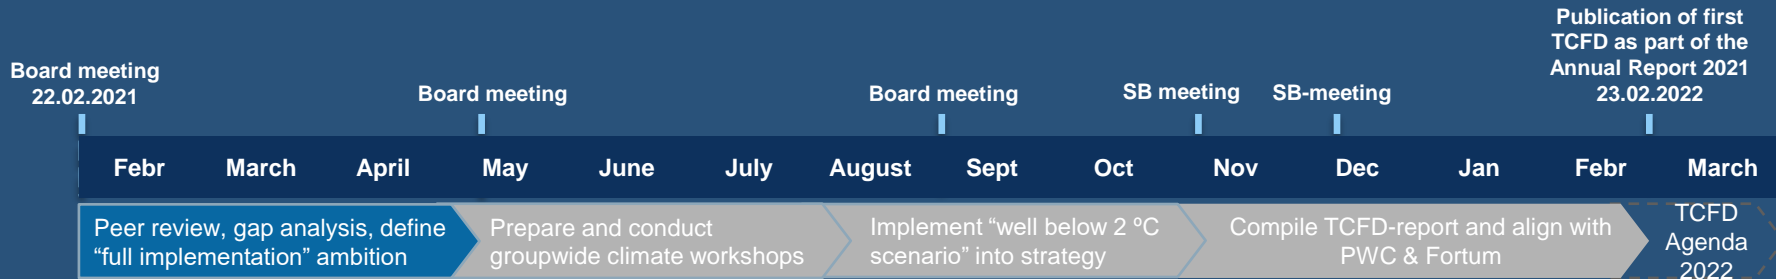 Board meeting
22.02.2021
Board meeting
Board meeting
SB meeting
SB-meeting
Publication of first
TCFD as part of the
Annual Report 2021
23.02.2022
Febr March April May June July August Sept Oct Nov Dec Jan Febr March
Peer review, gap analysis, define
“full implementation” ambition
Prepare and conduct
groupwide climate workshops
Implement “well below 2 ºC
scenario” into strategy
Compile TCFD-report and align with
PWC & Fortum
TCFD
Agenda
2022